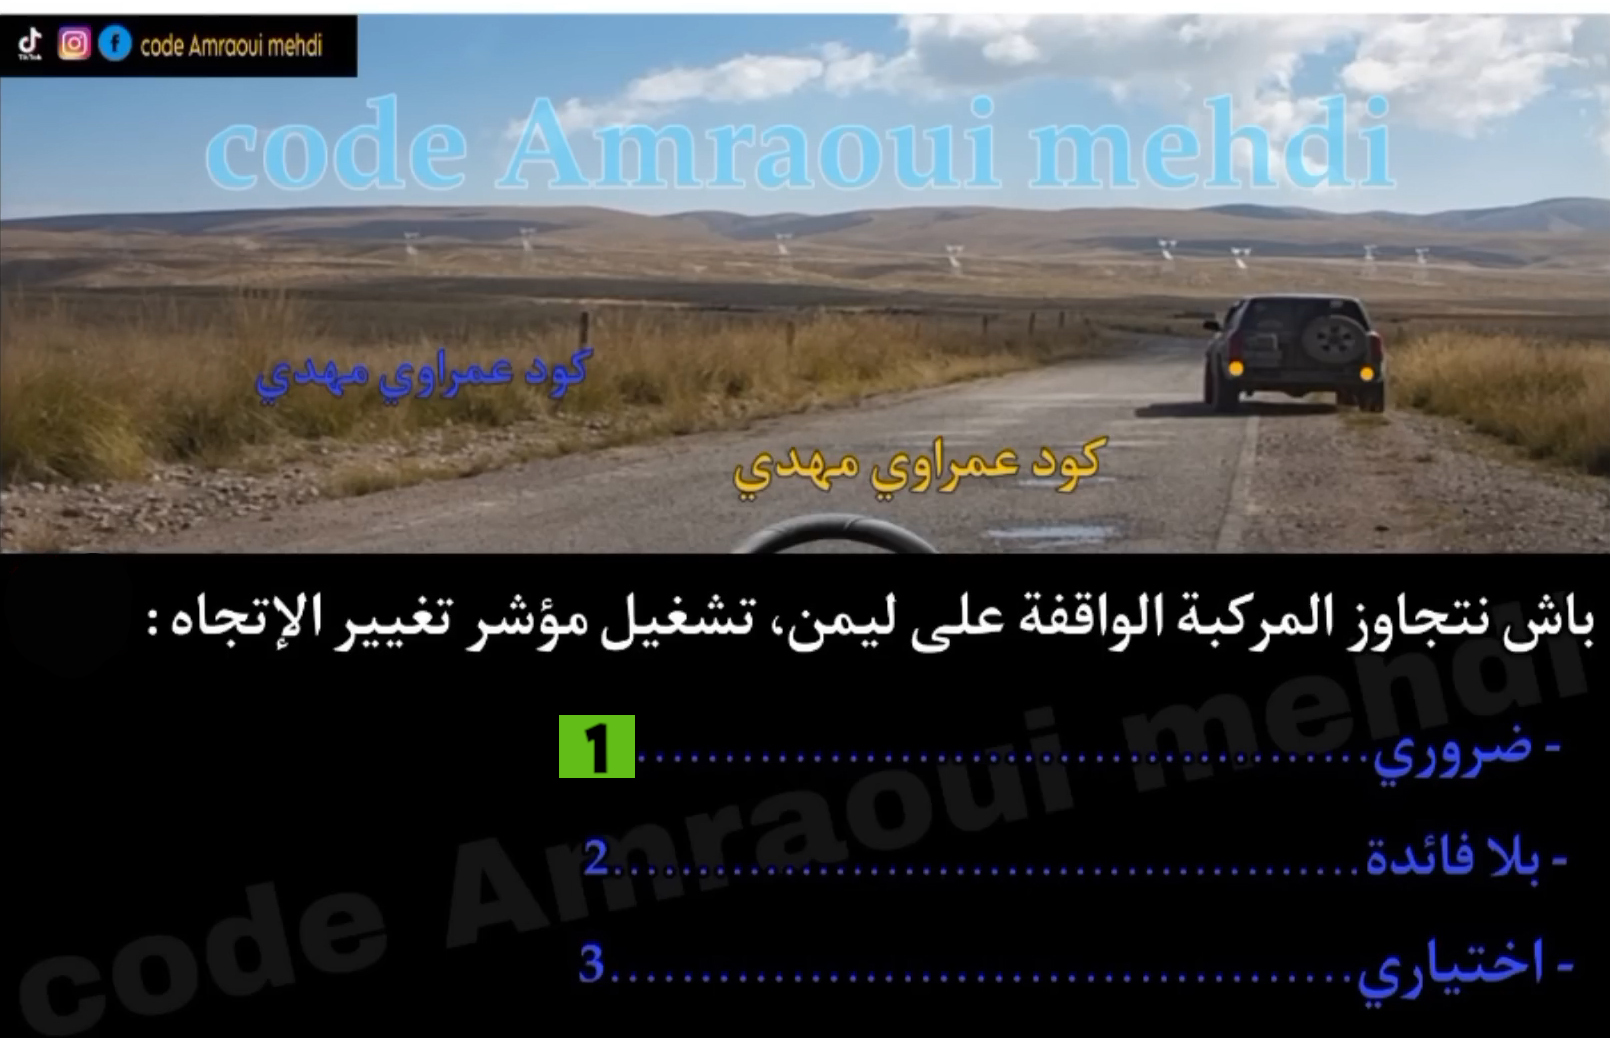 code Amraoui mehdi
code Amraoui mehdi
كود عمراوي مهدي
كود عمراوي مهدي
باش نتجاوز المركبة الواقفة على ليمن، تشغيل مؤشر تغيير الإتجاه :
- ضروري........................................1
- بلا فائدة........................................2
- اختياري........................................3
code Amraoui mehdi